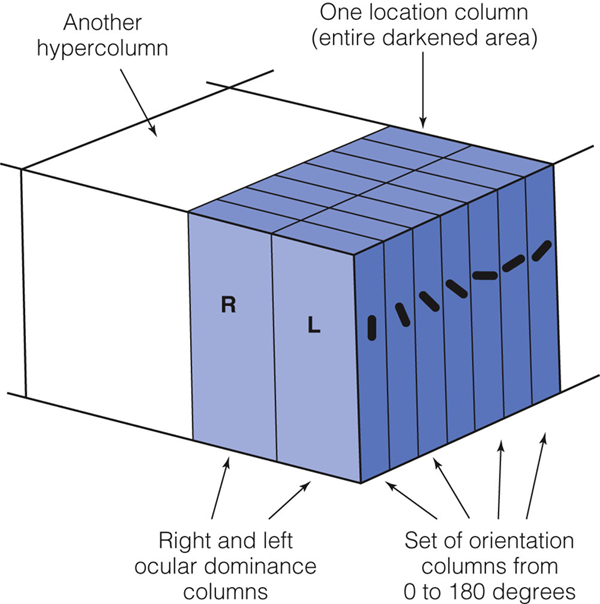 Another
hypercolumn
One location column
(entire darkened area)
R
L
Right and left
ocular dominance
columns
Set of orientation
columns from
0 to 180 degrees